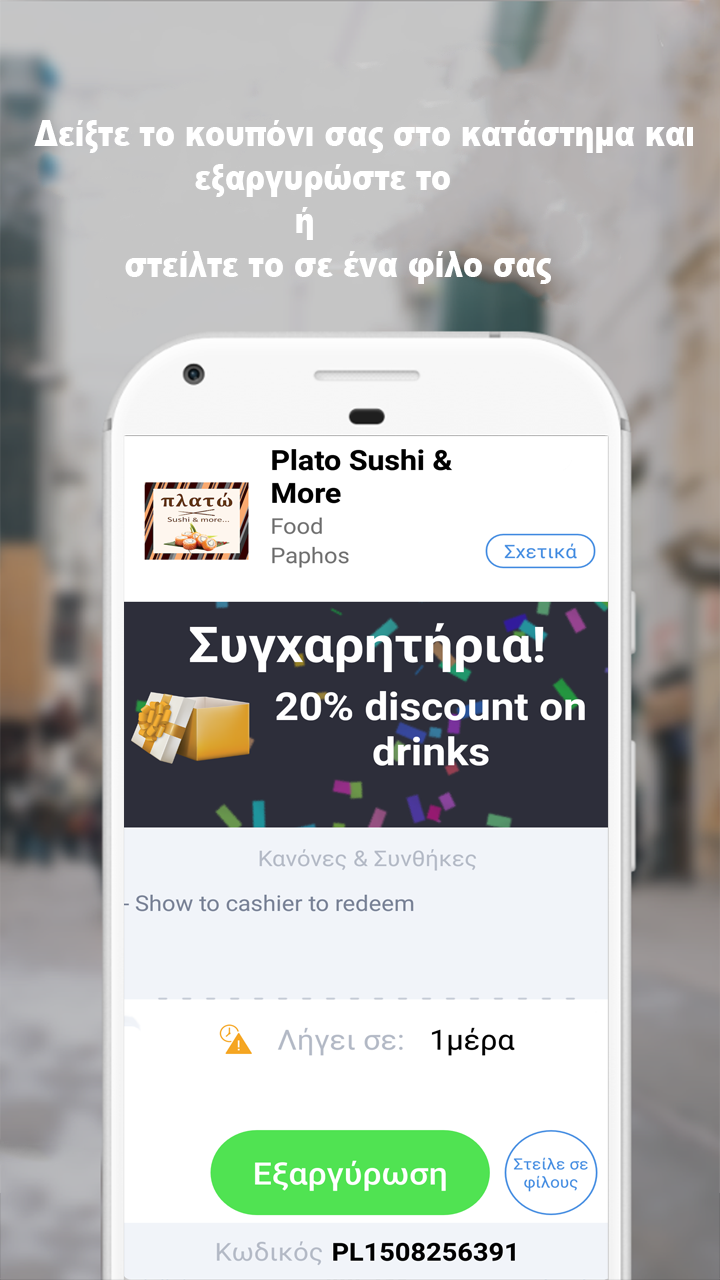 Δείξτε το κουπόνι σας στο κατάστημα και
εξαργυρώστε το
ή
στείλτε το σε ένα φίλο σας
Plato Sushi &
More
πλατώ
Sushi & more...
Food
Paphos
Σχετικά
Συγχαρητήρια!
20% discount on
drinks
Κανόνες & Συνθήκες
- Show to cashier to redeem
Λήγει σε: 1μέρα
Εξαργύρωση
Στείλε σε
φίλους
Κωδικός PL1508256391